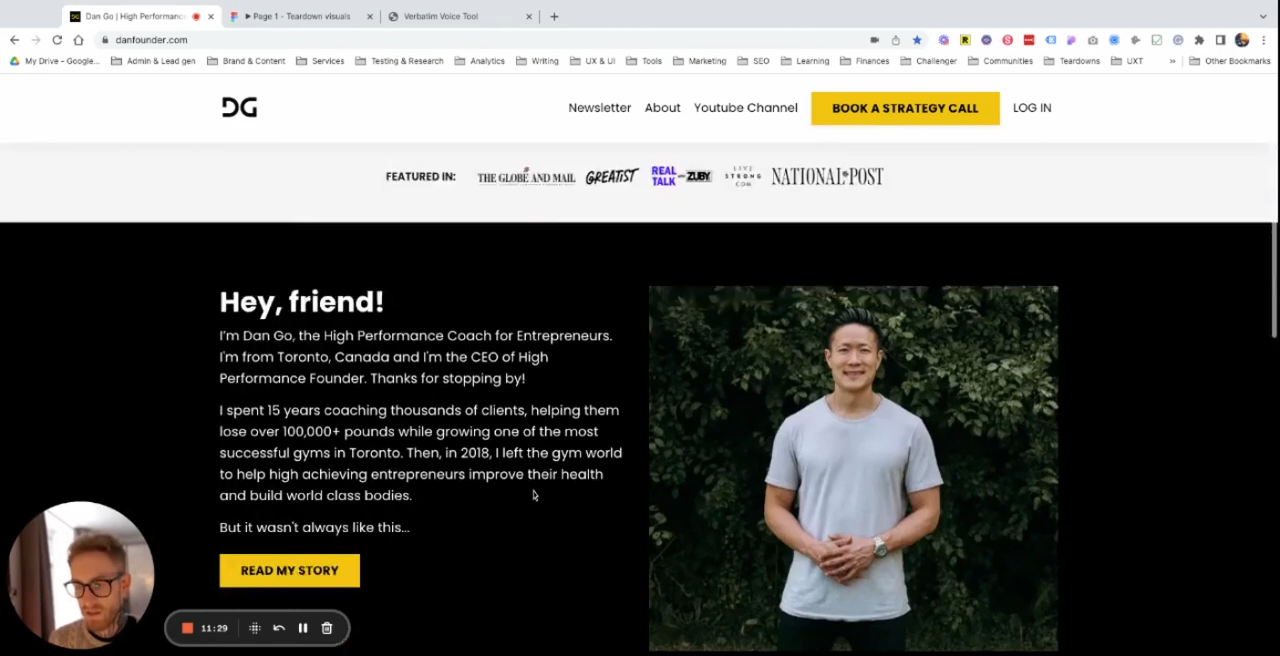 Dan Go | High Performance
Page 1 - Teardown visuals
Verbatim Voice Tool
danfounder.com
My Drive - Google...
Admin & Lead gen
Brand & Content
Services
Testing & Research
Analytics
Writing
UX & UI
Tools
Marketing
SEO
Learning
Finances
Challenger
Communities
Teardowns
UXT
»
Other Bookmarks
DG
Newsletter
About
Youtube Channel
BOOK A STRATEGY CALL
LOG IN
FEATURED IN:
THE GLOBE AND MAIL
GREATIST
REAL
TALK
ZUBY
LIVE
STRONG
COM
NATIONAL POST
Hey, friend!
I'm Dan Go, the High Performance Coach for Entrepreneurs.
I'm from Toronto, Canada and I'm the CEO of High
Performance Founder. Thanks for stopping by!
I spent 15 years coaching thousands of clients, helping them
lose over 100,000+ pounds while growing one of the most
successful gyms in Toronto. Then, in 2018, I left the gym world
to help high achieving entrepreneurs improve their health
and build world class bodies.
But it wasn't always like this...
READ MY STORY
11:29